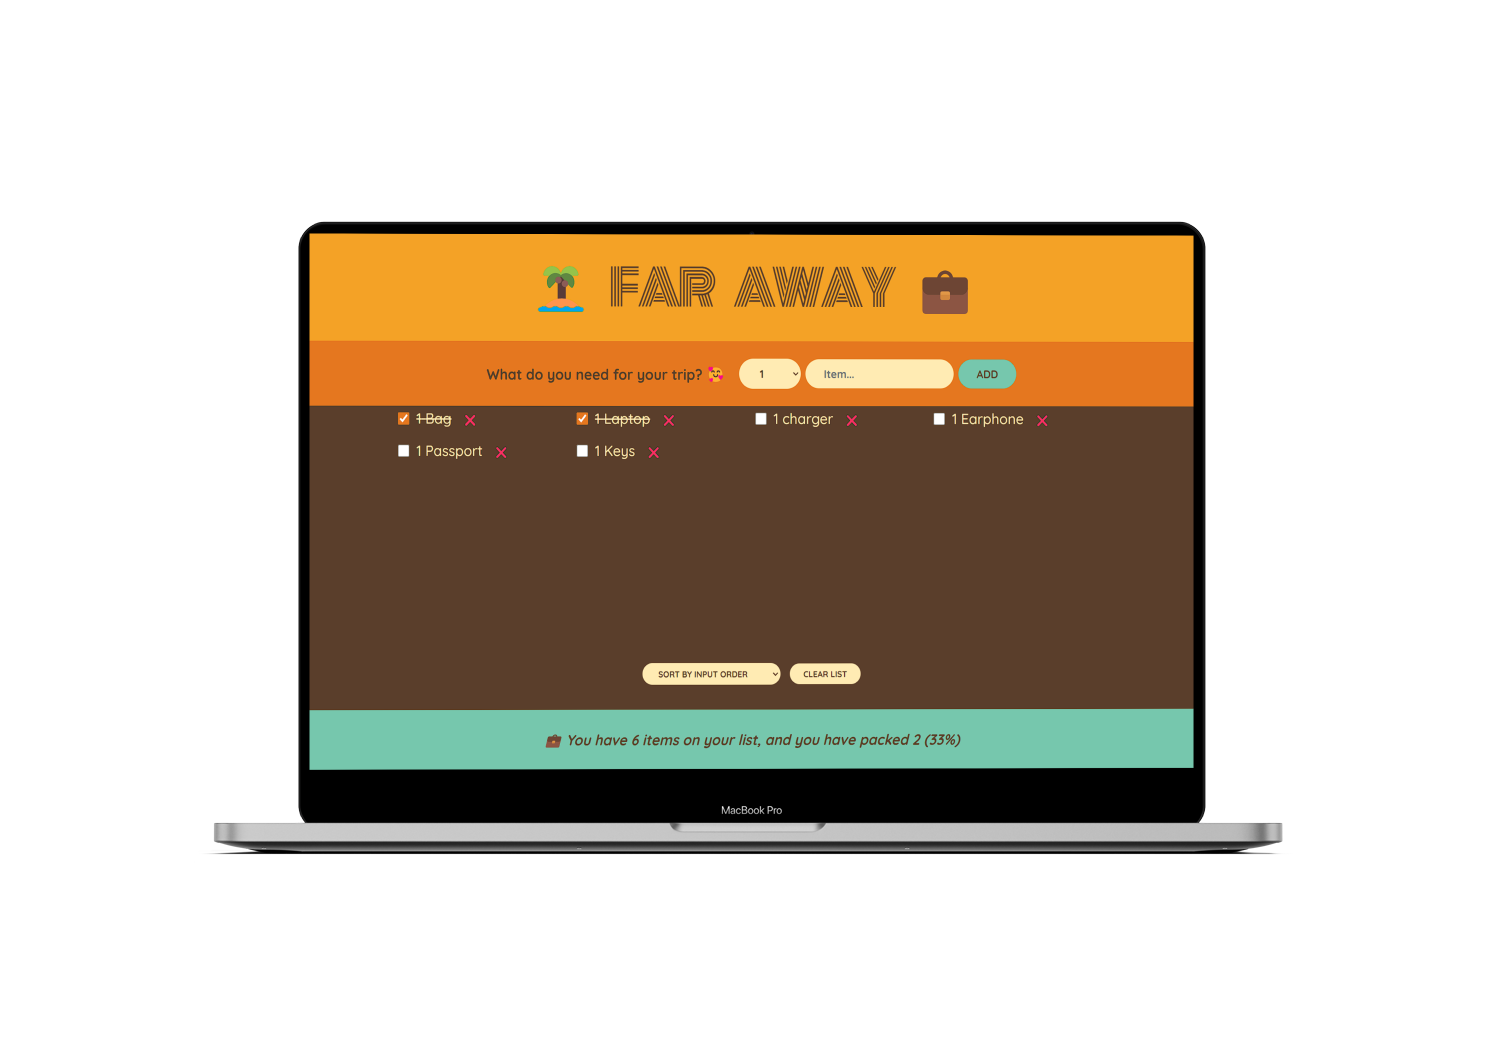 FAR AWAY
What do you need for your trip? 🥰 1 Item... ADD
1 Bag ❌ 1 Laptop ❌ 1 charger ❌ 1 Earphone ❌
1 Passport ❌ 1 Keys ❌
SORT BY INPUT ORDER CLEAR LIST
💼 You have 6 items on your list, and you have packed 2 (33%)
MacBook Pro